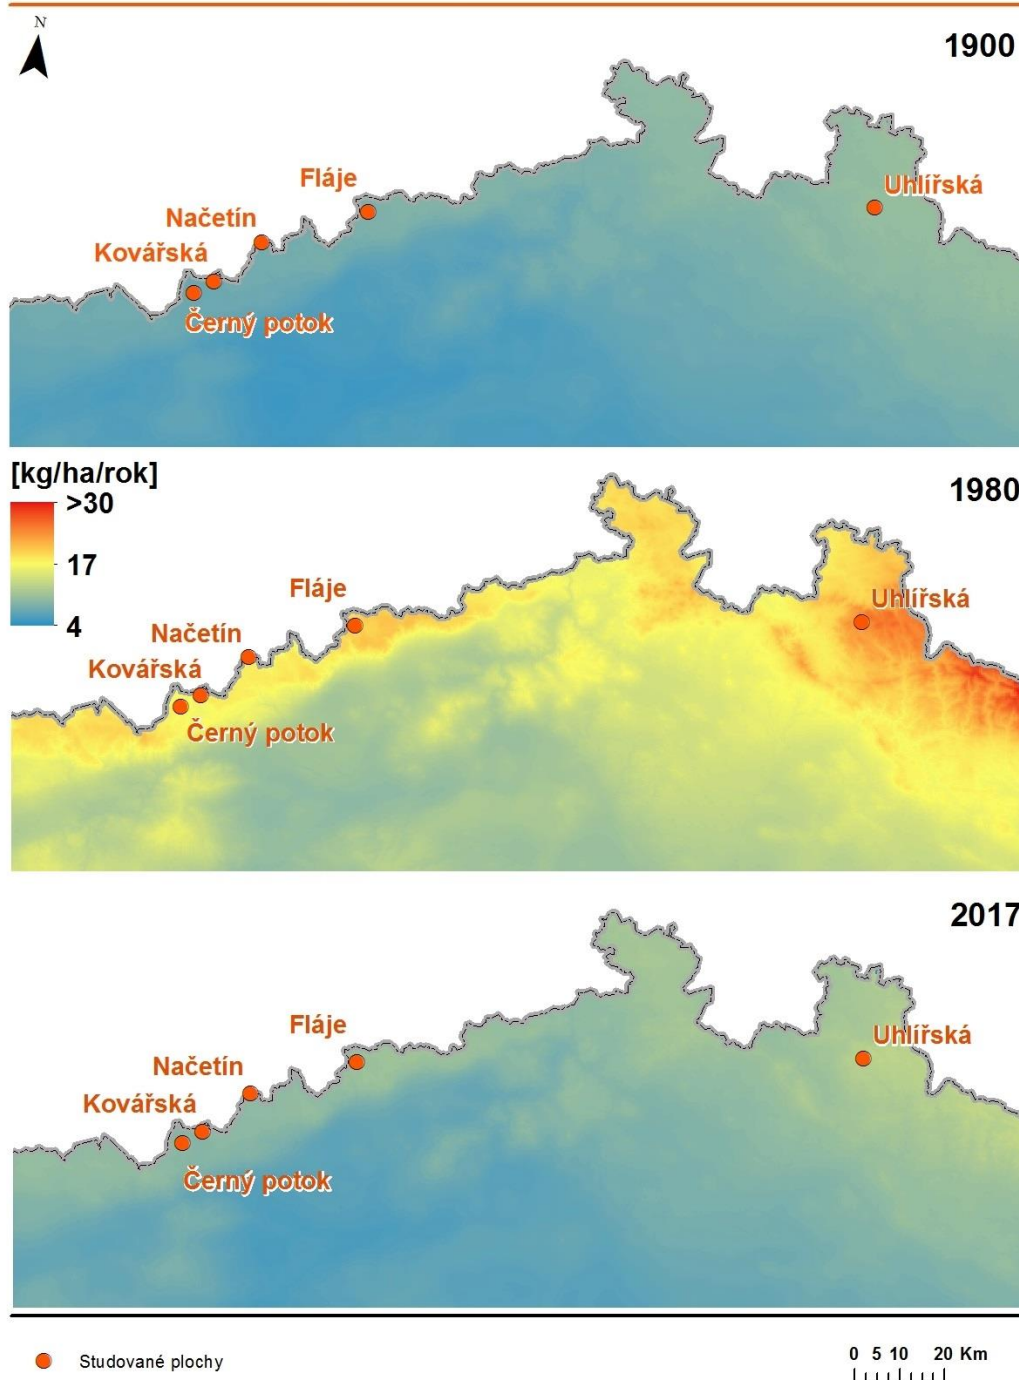 N
1900
Fláje
Uhlířská
Načetín
Kovářská
Černý potok
[kg/ha/rok]
>30
17
4
1980
Fláje
Uhlířská
Načetín
Kovářská
Černý potok
2017
Fláje
Uhlířská
Načetín
Kovářská
Černý potok
Studované plochy
0 5 10 20 Km